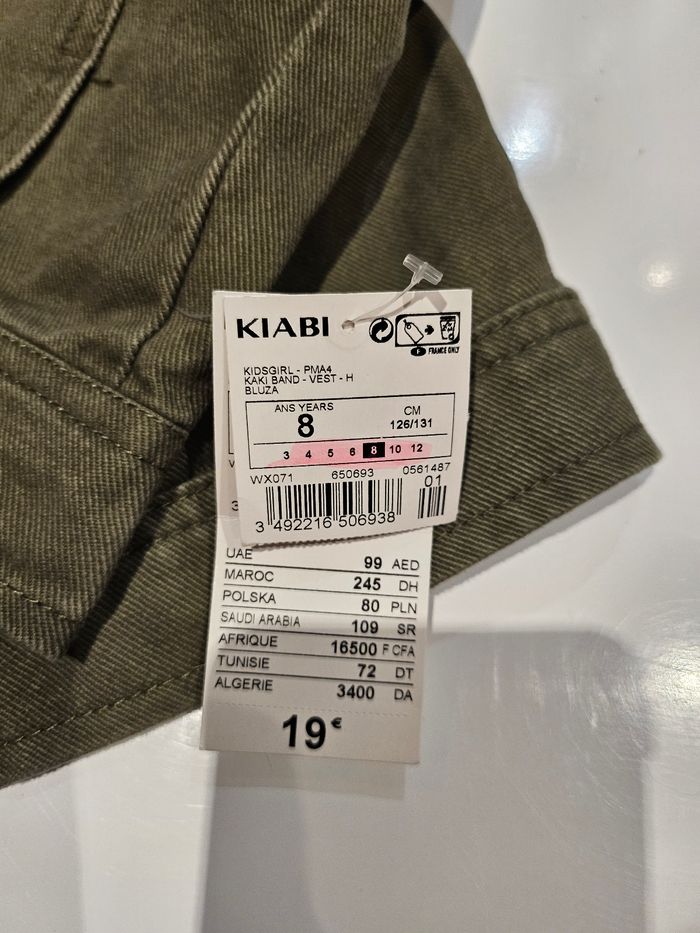 KIABI
F FRANCE ONLY
KIDSGIRL - PMA4
KAKI BAND - VEST - H
BLUZA
ANS YEARS CM
8 126/131
3 4 5 6 8 10 12
WX071 650693 0561487
01
3 492216 506938
UAE 99 AED
MAROC 245 DH
POLSKA 80 PLN
SAUDI ARABIA 109 SR
AFRIQUE 16500 F CFA
TUNISIE 72 DT
ALGERIE 3400 DA
19€